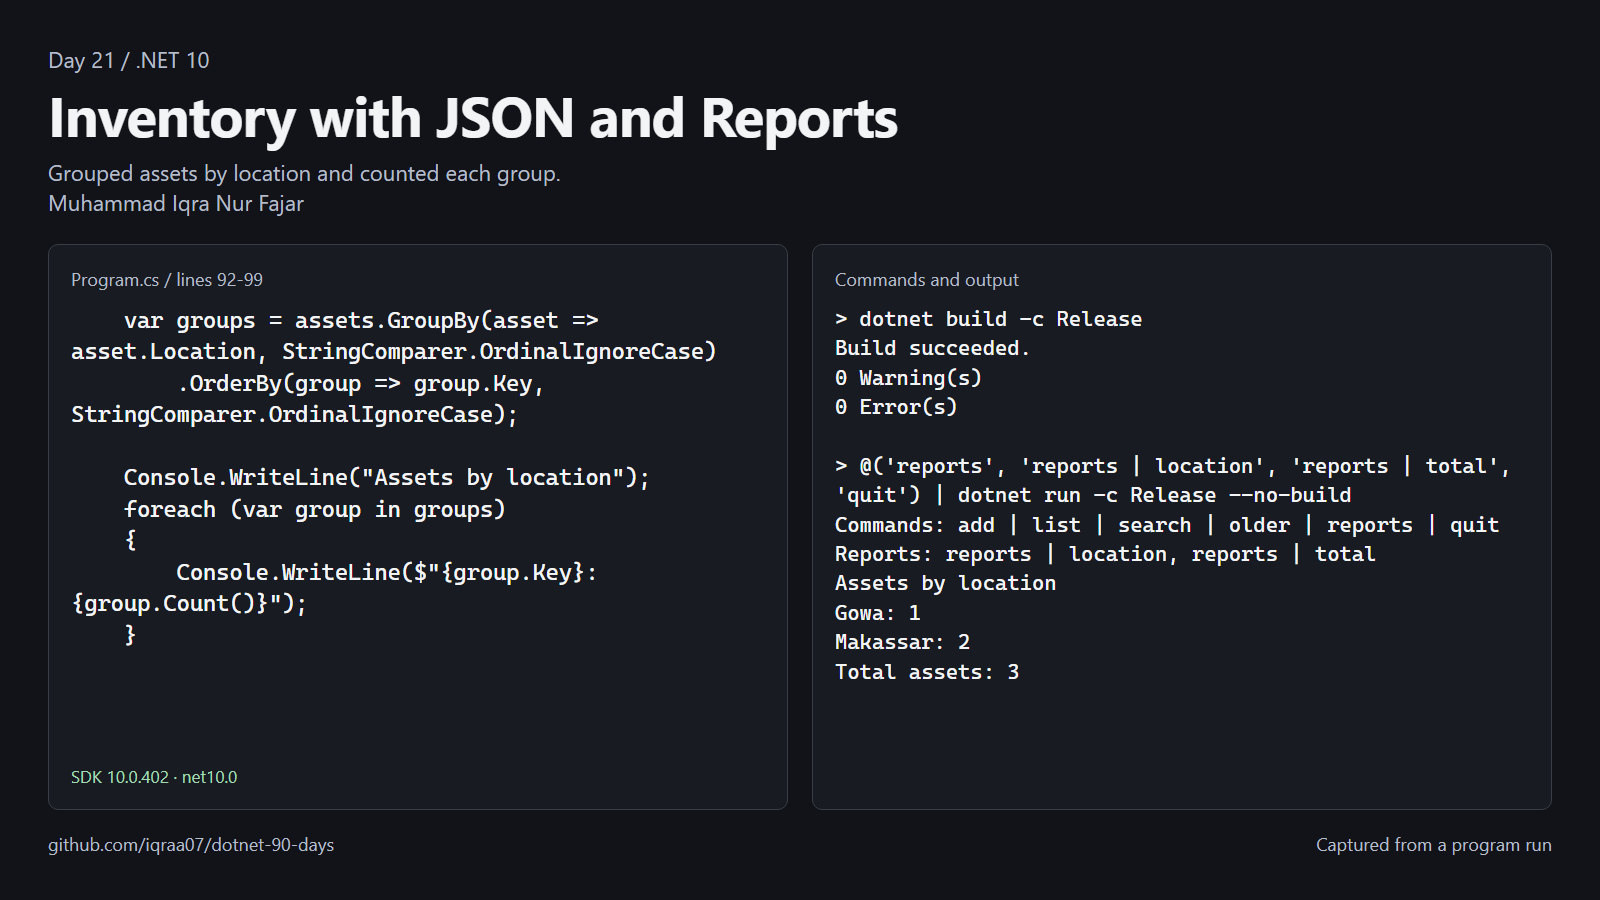 Day 21 / .NET 10
Inventory with JSON and Reports
Grouped assets by location and counted each group.
Muhammad Iqra Nur Fajar
Program.cs / lines 92-99
    var groups = assets.GroupBy(asset =>
asset.Location, StringComparer.OrdinalIgnoreCase)
        .OrderBy(group => group.Key,
StringComparer.OrdinalIgnoreCase);

    Console.WriteLine("Assets by location");
    foreach (var group in groups)
    {
        Console.WriteLine($"{group.Key}:
{group.Count()}");
    }
SDK 10.0.402 · net10.0
Commands and output
> dotnet build -c Release
Build succeeded.
0 Warning(s)
0 Error(s)

> @('reports', 'reports | location', 'reports | total',
'quit') | dotnet run -c Release --no-build
Commands: add | list | search | older | reports | quit
Reports: reports | location, reports | total
Assets by location
Gowa: 1
Makassar: 2
Total assets: 3
github.com/iqraa07/dotnet-90-days
Captured from a program run